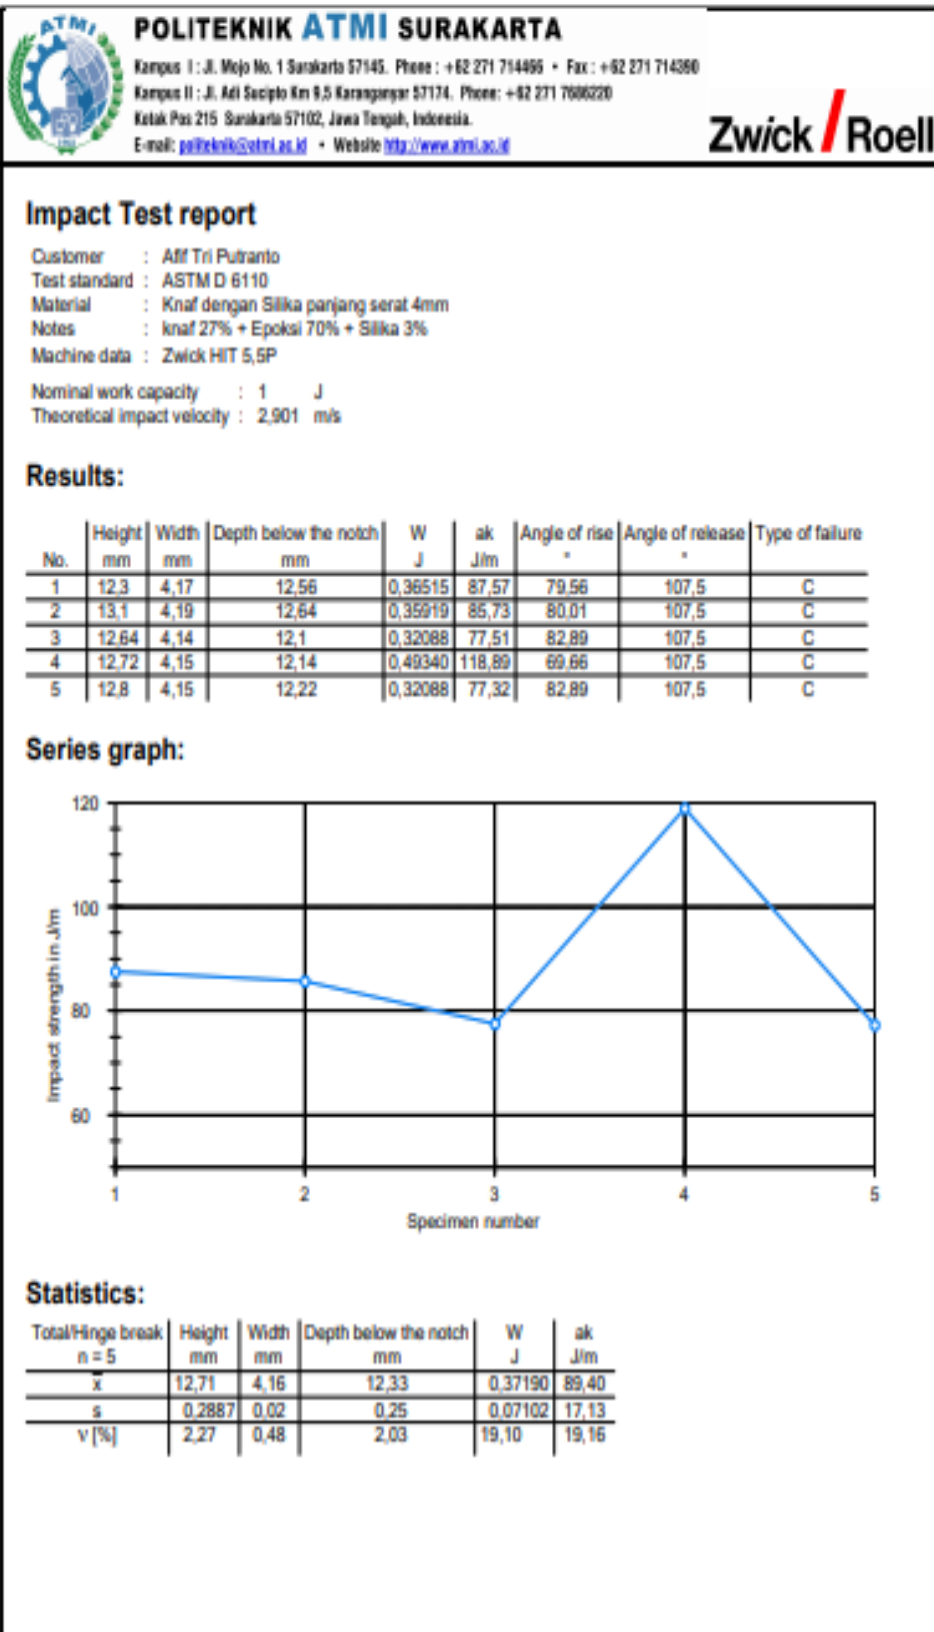 ATMI
POLITEKNIK ATMI SURAKARTA
Kampus I : Jl. Mojo No. 1 Surakarta 57145. Phone : +62 271 714466 • Fax : +62 271 714390
Kampus II : Jl. Adi Sucipto Km 9,5 Karanganyar 57174. Phone: +62 271 7686220
Kotak Pos 215 Surakarta 57102, Jawa Tengah, Indonesia.
E-mail: politeknik@atmi.ac.id • Website http://www.atmi.ac.id
Zwick / Roell
Impact Test report
Customer : Afif Tri Putranto
Test standard : ASTM D 6110
Material : Knaf dengan Silika panjang serat 4mm
Notes : knaf 27% + Epoksi 70% + Silika 3%
Machine data : Zwick HIT 5,5P
Nominal work capacity : 1 J
Theoretical impact velocity : 2,901 m/s
Results:
Height Width Depth below the notch W ak Angle of rise Angle of release Type of failure
No. mm mm mm J J/m ° °
1 12,3 4,17 12,56 0,36515 87,57 79,56 107,5 C
2 13,1 4,19 12,64 0,35919 85,73 80,01 107,5 C
3 12,64 4,14 12,1 0,32088 77,51 82,89 107,5 C
4 12,72 4,15 12,14 0,49340 118,89 69,66 107,5 C
5 12,8 4,15 12,22 0,32088 77,32 82,89 107,5 C
Series graph:
120
100
80
60
Impact strength in J/m
1 2 3 4 5
Specimen number
Statistics:
Total/Hinge break Height Width Depth below the notch W ak
n = 5 mm mm mm J J/m
x̄ 12,71 4,16 12,33 0,37190 89,40
s 0,2887 0,02 0,25 0,07102 17,13
ν [%] 2,27 0,48 2,03 19,10 19,16